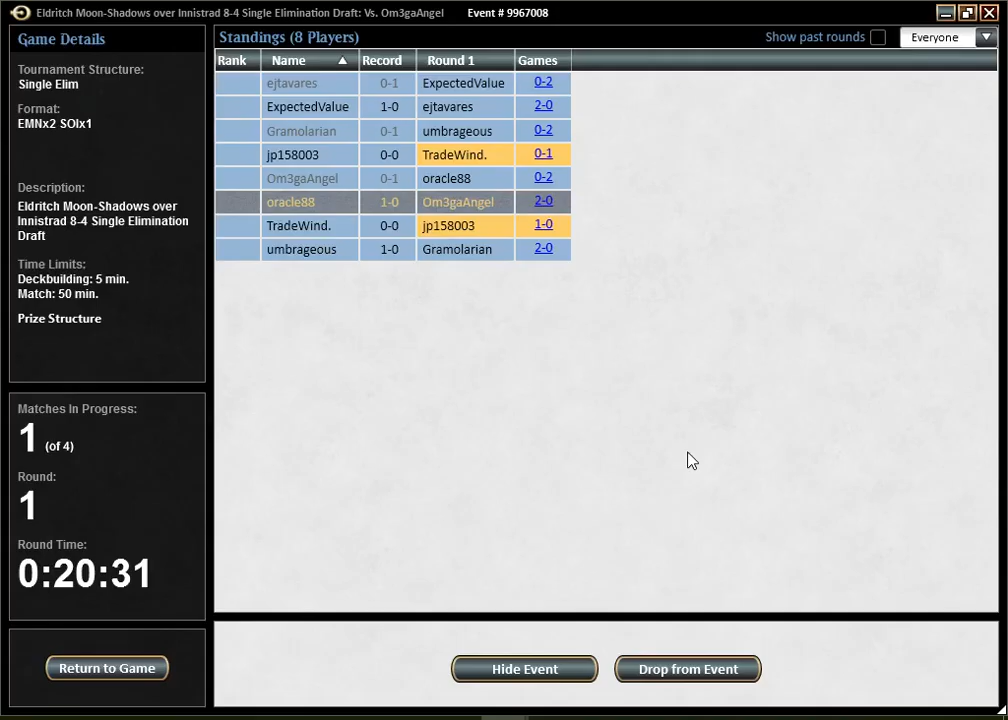 Eldritch Moon-Shadows over Innistrad 8-4 Single Elimination Draft: Vs. Om3gaAngel Event # 9967008
Game Details
Tournament Structure:
Single Elim
Format:
EMNx2 SOIx1
Description:
Eldritch Moon-Shadows over
Innistrad 8-4 Single Elimination
Draft
Time Limits:
Deckbuilding: 5 min.
Match: 50 min.
Prize Structure
Matches In Progress:
1 (of 4)
Round:
1
Round Time:
0:20:31
Return to Game
Standings (8 Players) Show past rounds Everyone
Rank Name Record Round 1 Games
ejtavares 0-1 ExpectedValue 0-2
ExpectedValue 1-0 ejtavares 2-0
Gramolarian 0-1 umbrageous 0-2
jp158003 0-0 TradeWind. 0-1
Om3gaAngel 0-1 oracle88 0-2
oracle88 1-0 Om3gaAngel 2-0
TradeWind. 0-0 jp158003 1-0
umbrageous 1-0 Gramolarian 2-0
Hide Event Drop from Event